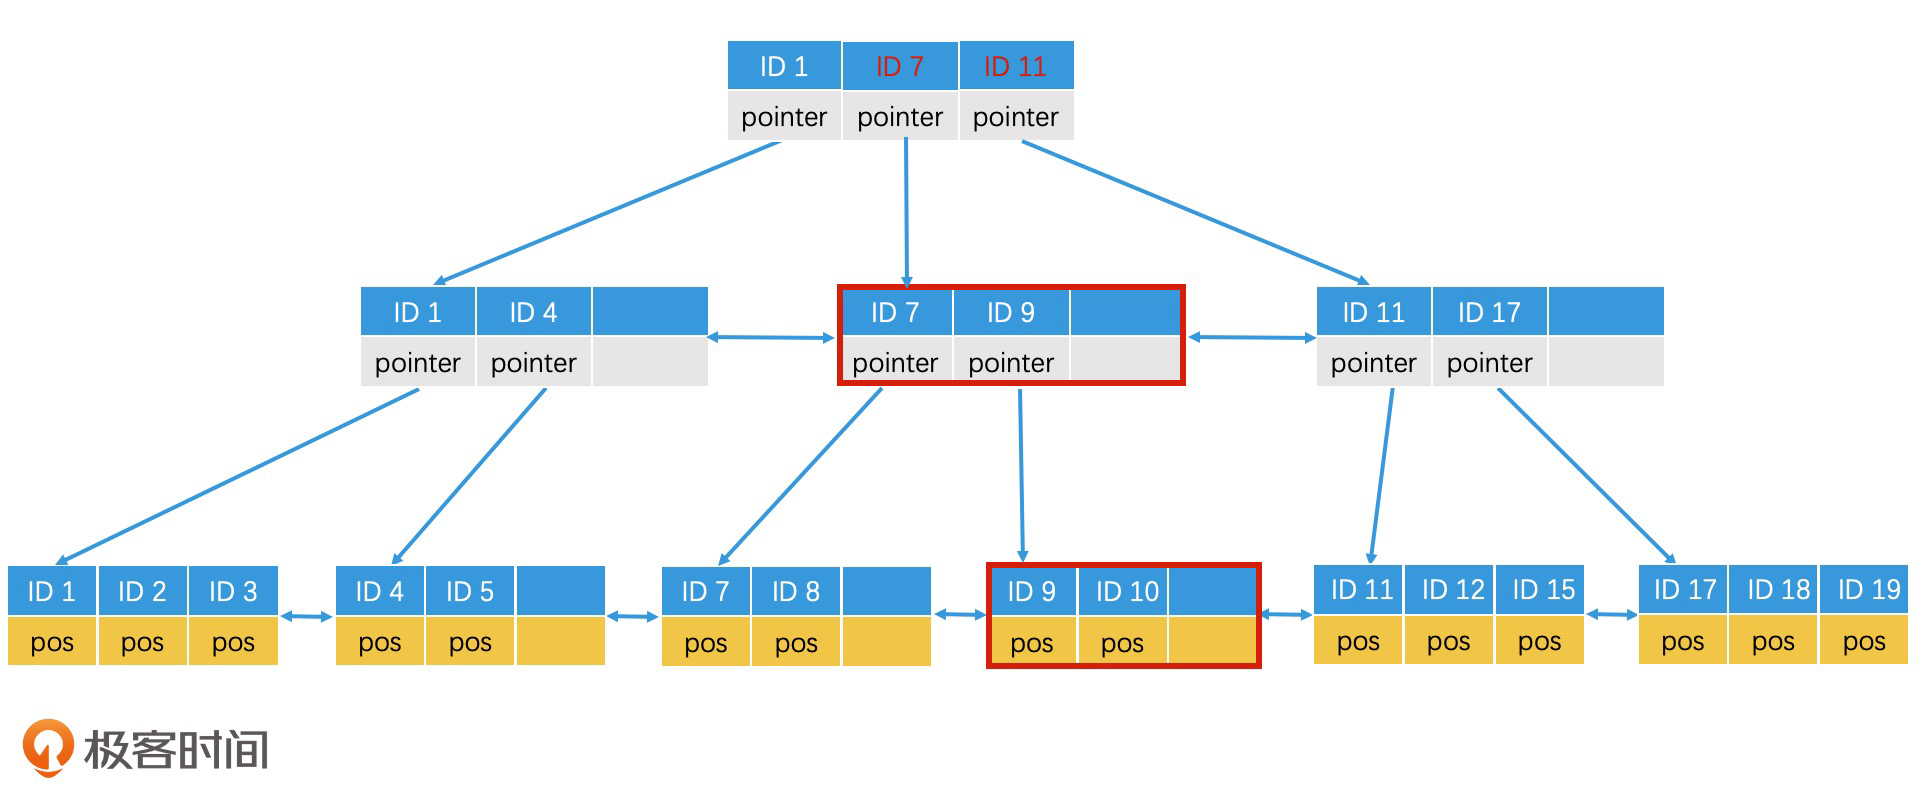 ID 1 ID 7 ID 11
pointer pointer pointer
ID 1 ID 4 ID 7 ID 9 ID 11 ID 17
pointer pointer pointer pointer pointer pointer
ID 1 ID 2 ID 3 ID 4 ID 5 ID 7 ID 8 ID 9 ID 10 ID 11 ID 12 ID 15 ID 17 ID 18 ID 19
pos pos pos pos pos pos pos pos pos pos pos pos pos pos pos
极客时间